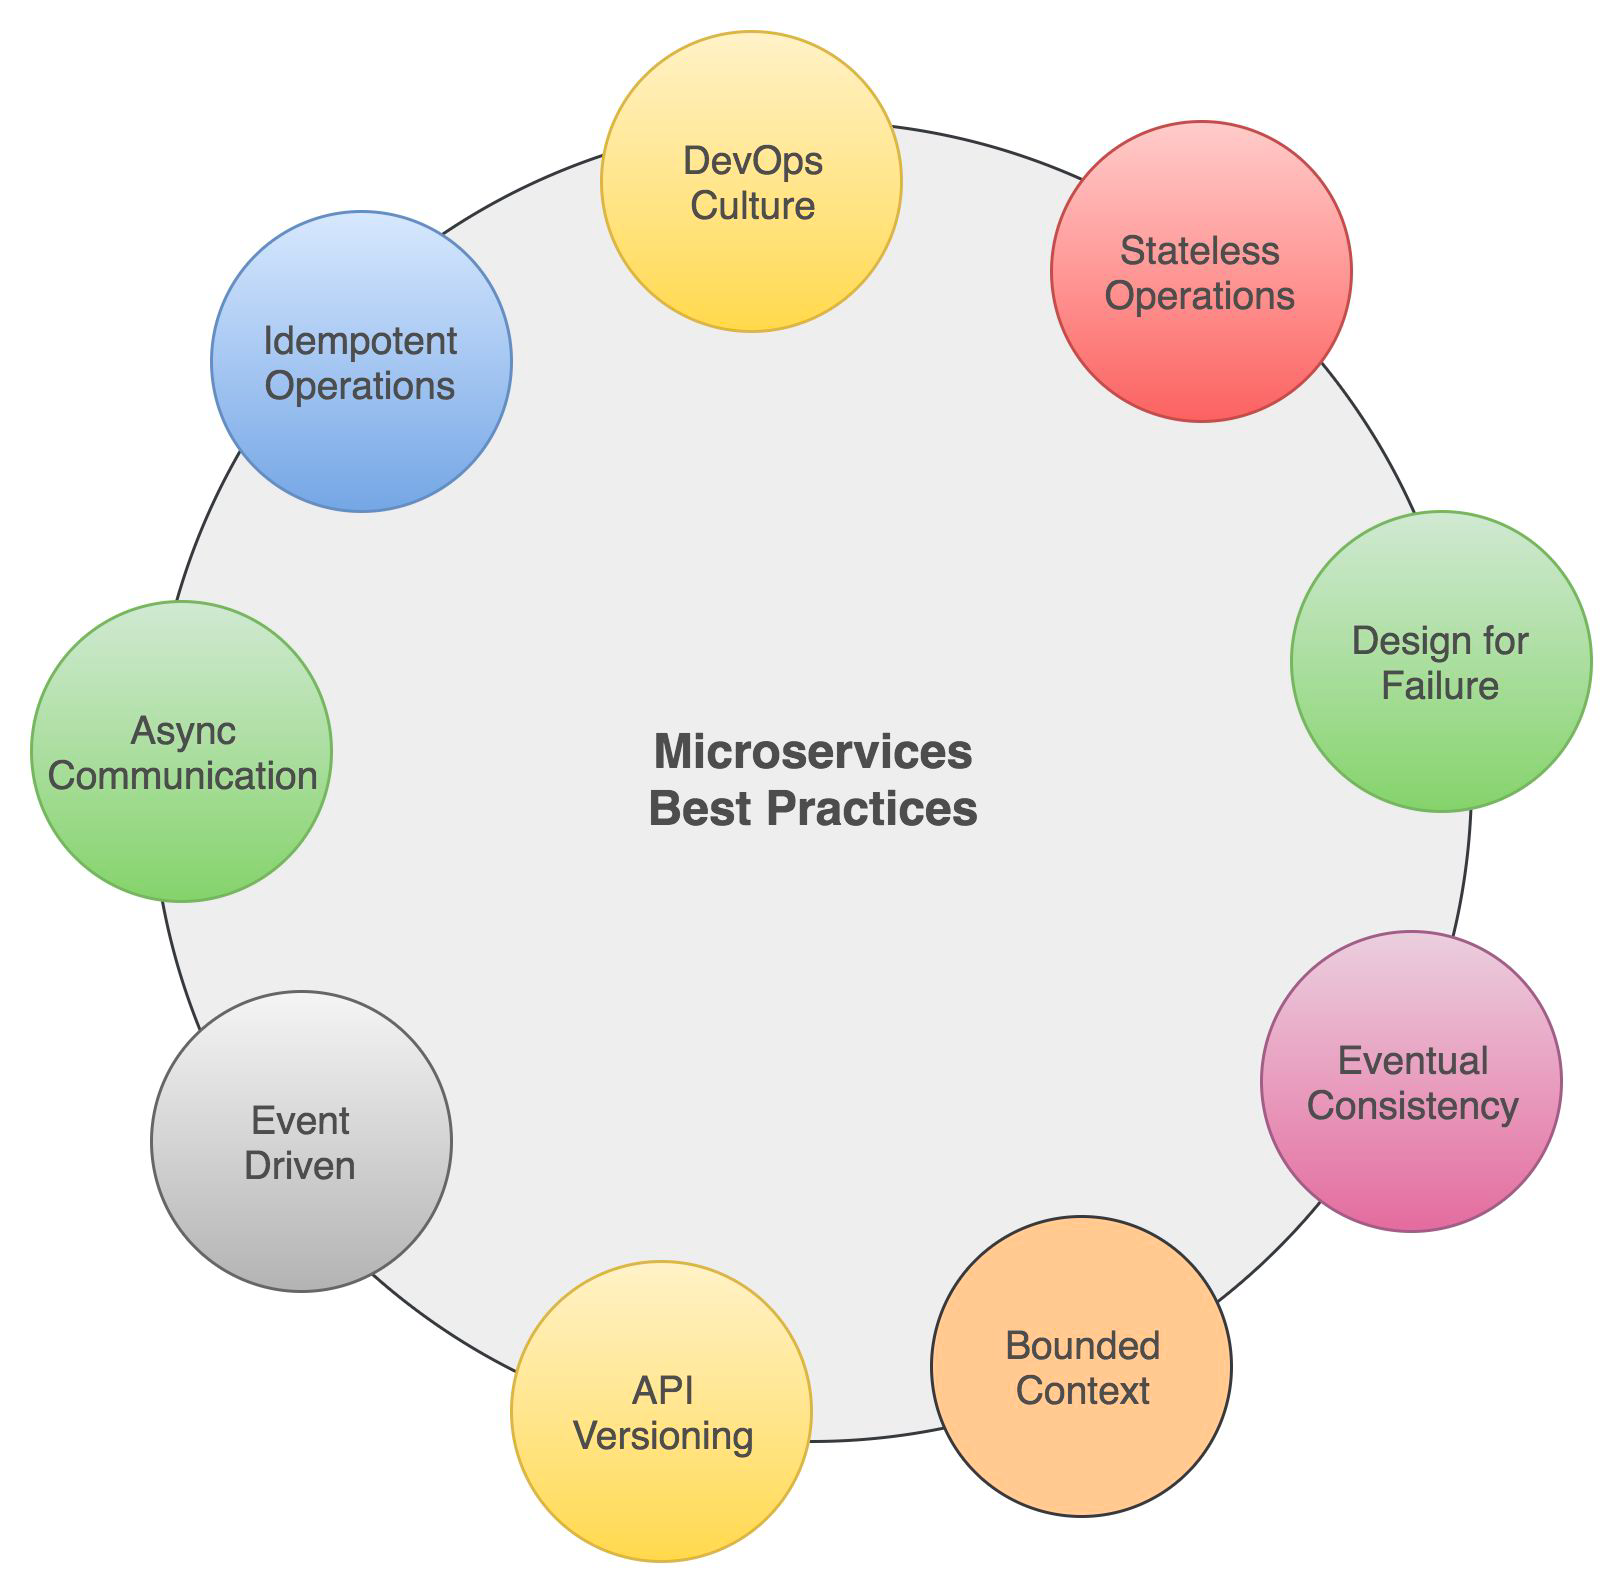 DevOps
Culture
Stateless
Operations
Idempotent
Operations
Design for
Failure
Async
Communication
Microservices
Best Practices
Eventual
Consistency
Event
Driven
Bounded
Context
API
Versioning